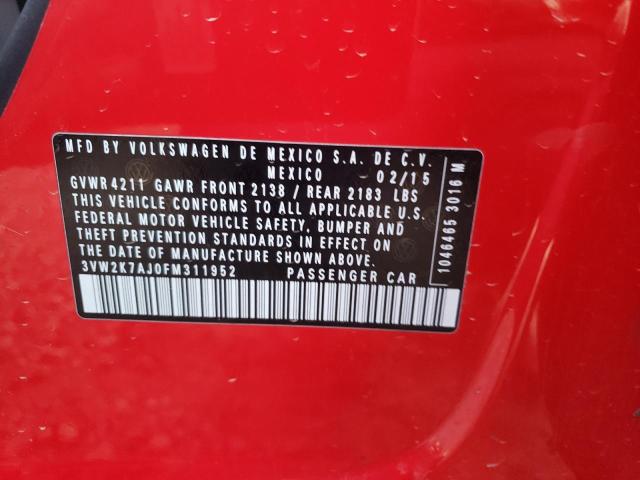 MFD BY VOLKSWAGEN DE MEXICO S.A. DE C.V.
MEXICO 02/15
GVWR 4211 GAWR FRONT 2138 / REAR 2183 LBS
THIS VEHICLE CONFORMS TO ALL APPLICABLE U.S.
FEDERAL MOTOR VEHICLE SAFETY, BUMPER AND
THEFT PREVENTION STANDARDS IN EFFECT ON
THE DATE OF MANUFACTURE SHOWN ABOVE.
3VW2K7AJ0FM311952 PASSENGER CAR
1046465 3016 M